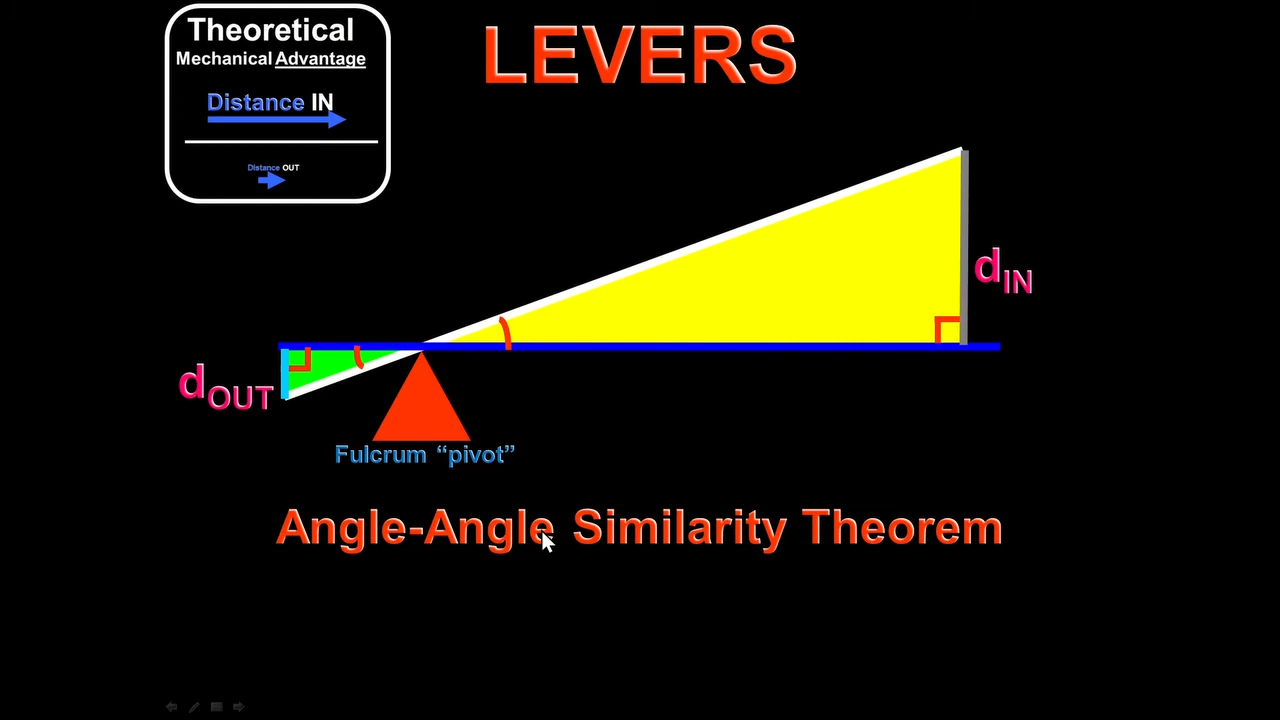 Theoretical
Mechanical Advantage
Distance IN
Distance OUT
LEVERS
dIN
dOUT
Fulcrum “pivot”
Angle-Angle Similarity Theorem